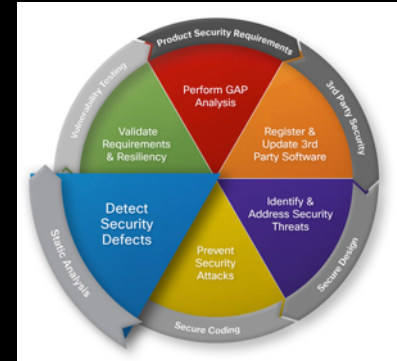 Product Security Requirements
Perform GAP
Analysis
3rd Party Security
Register &
Update 3rd
Party Software
Secure Design
Identify &
Address Security
Threats
Secure Coding
Prevent
Security
Attacks
Static Analysis
Detect
Security
Defects
Vulnerability Testing
Validate
Requirements
& Resiliency